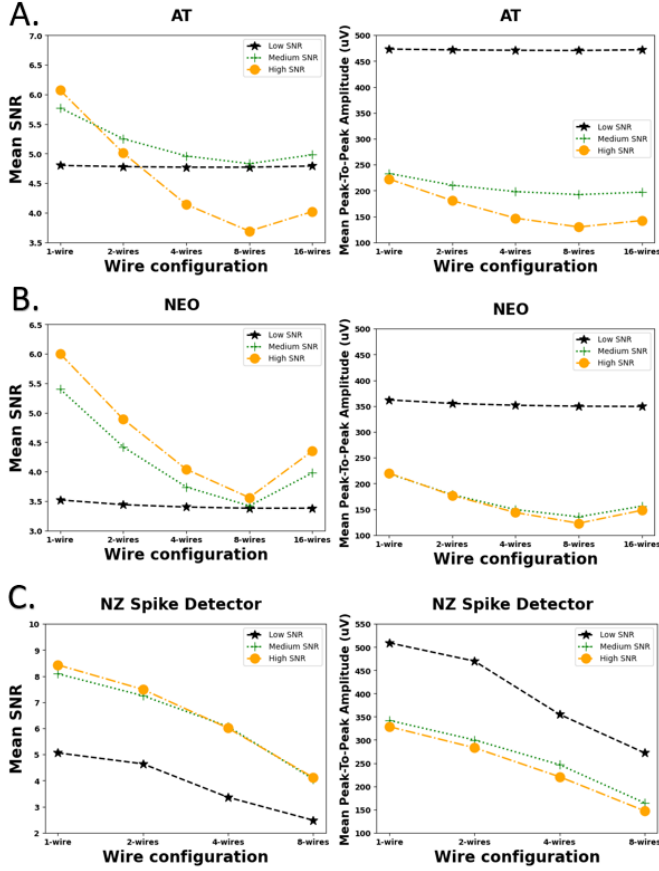 A.
AT
7.0
6.5
6.0
5.5
5.0
4.5
4.0
3.5
Mean SNR
Low SNR
Medium SNR
High SNR
1-wire 2-wires 4-wires 8-wires 16-wires
Wire configuration
AT
500
450
400
350
300
250
200
150
100
Mean Peak-To-Peak Amplitude (uV)
Low SNR
Medium SNR
High SNR
1-wire 2-wires 4-wires 8-wires 16-wires
Wire configuration
B.
NEO
6.5
6.0
5.5
5.0
4.5
4.0
3.5
3.0
Mean SNR
Low SNR
Medium SNR
High SNR
1-wire 2-wires 4-wires 8-wires 16-wires
Wire configuration
NEO
500
450
400
350
300
250
200
150
100
Mean Peak-To-Peak Amplitude (uV)
Low SNR
Medium SNR
High SNR
1-wire 2-wires 4-wires 8-wires 16-wires
Wire configuration
C.
NZ Spike Detector
10
9
8
7
6
5
4
3
2
Mean SNR
Low SNR
Medium SNR
High SNR
1-wire 2-wires 4-wires 8-wires
Wire configuration
NZ Spike Detector
550
500
450
400
350
300
250
200
150
100
Mean Peak-To-Peak Amplitude (uV)
Low SNR
Medium SNR
High SNR
1-wire 2-wires 4-wires 8-wires
Wire configuration